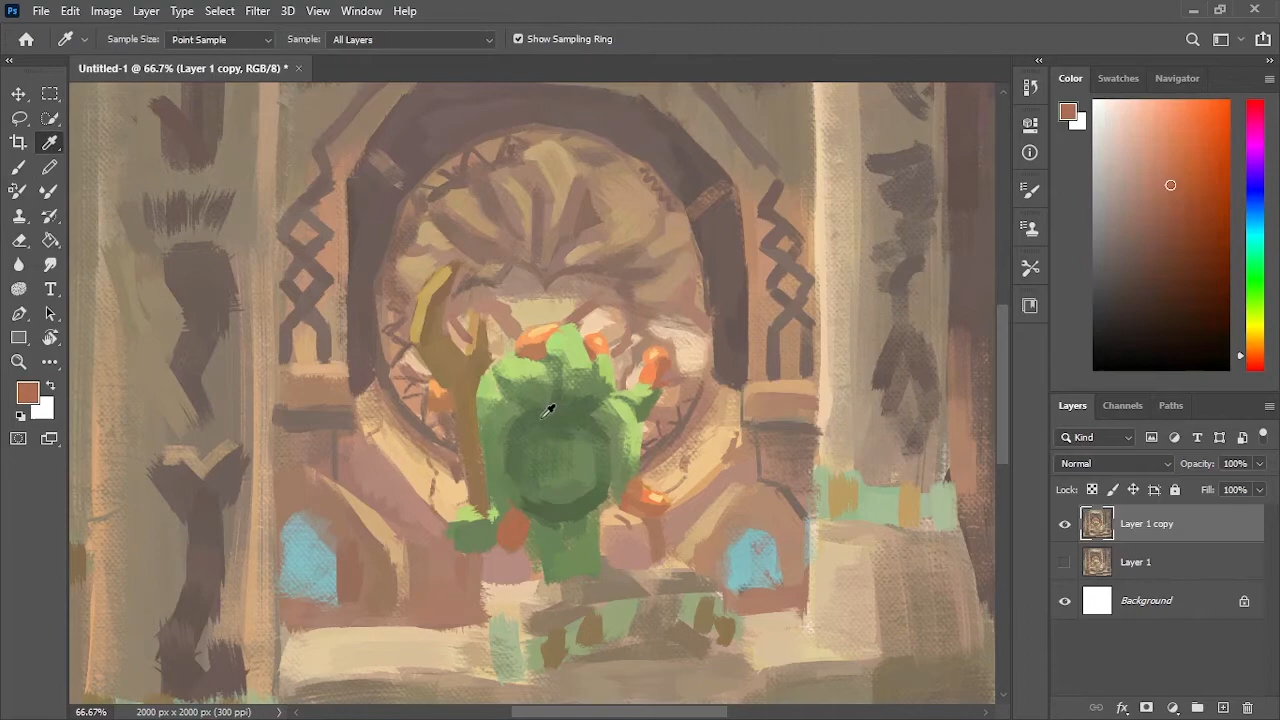 Ps File Edit Image Layer Type Select Filter 3D View Window Help
Sample Size: Point Sample Sample: All Layers Show Sampling Ring
Untitled-1 @ 66.7% (Layer 1 copy, RGB/8) *
Color Swatches Navigator
Layers Channels Paths
Kind
Normal Opacity: 100%
Lock: Fill: 100%
Layer 1 copy
Layer 1
Background
66.67% 2000 px x 2000 px (300 ppi)